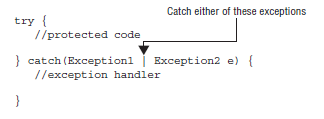 Catch either of these exceptions
try {
//protected code
} catch(Exception1 | Exception2 e) {
//exception handler
}